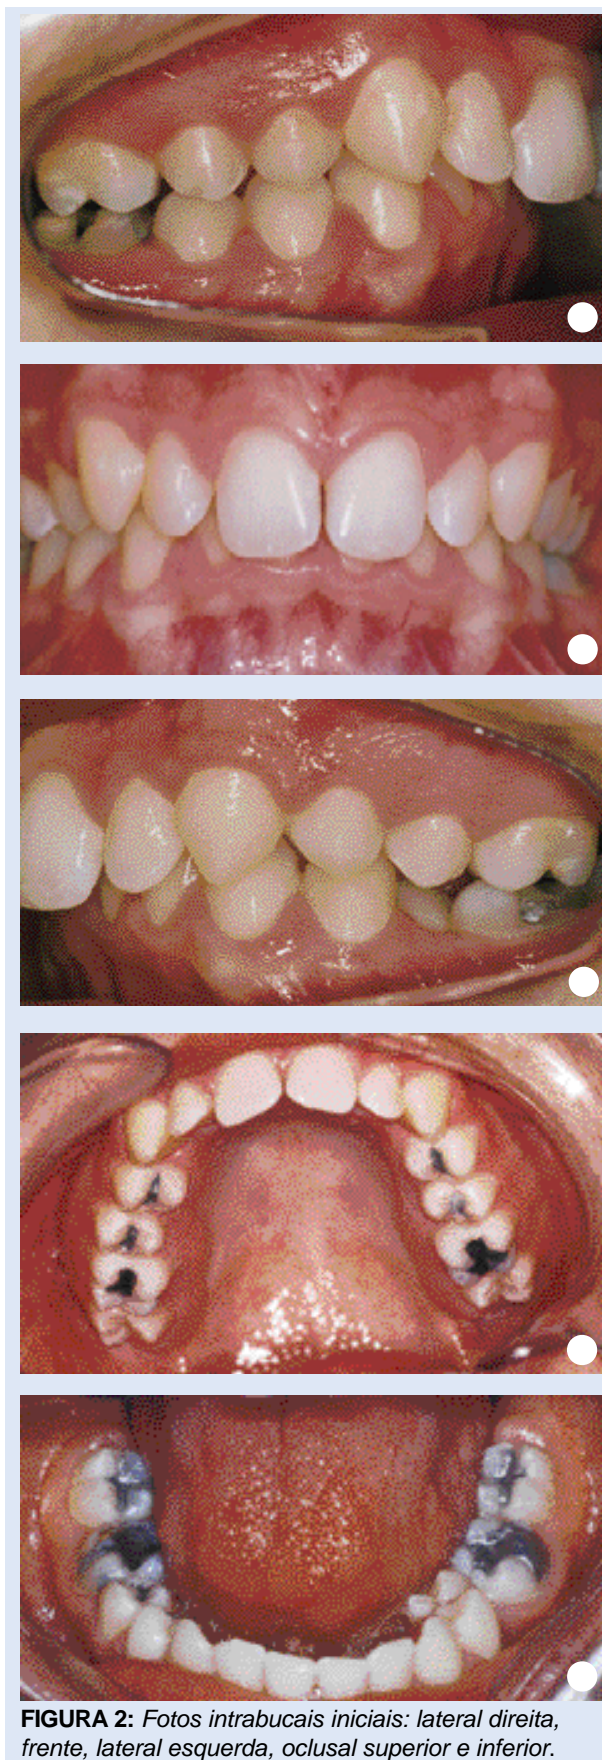 FIGURA 2: Fotos intrabucais iniciais: lateral direita,
frente, lateral esquerda, oclusal superior e inferior.